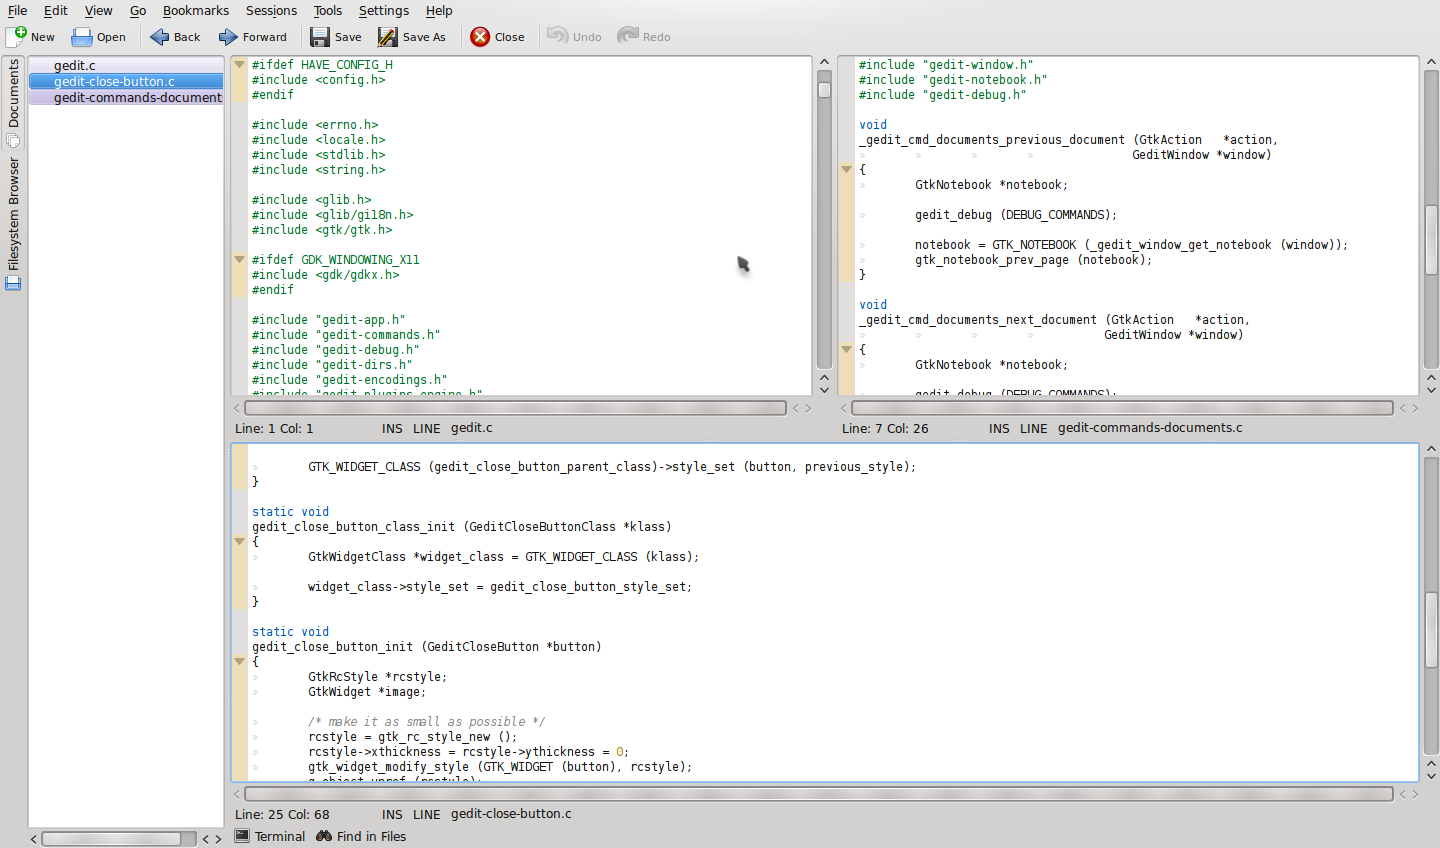 File Edit View Go Bookmarks Sessions Tools Settings Help
New Open Back Forward Save Save As Close Undo Redo
Documents
Filesystem Browser
gedit.c
gedit-close-button.c
gedit-commands-document
#ifdef HAVE_CONFIG_H
#include <config.h>
#endif
#include <errno.h>
#include <locale.h>
#include <stdlib.h>
#include <string.h>
#include <glib.h>
#include <glib/gi18n.h>
#include <gtk/gtk.h>
#ifdef GDK_WINDOWING_X11
#include <gdk/gdkx.h>
#endif
#include "gedit-app.h"
#include "gedit-commands.h"
#include "gedit-debug.h"
#include "gedit-dirs.h"
#include "gedit-encodings.h"
#include "gedit-plugins-engine.h"
Line: 1 Col: 1 INS LINE gedit.c
#include "gedit-window.h"
#include "gedit-notebook.h"
#include "gedit-debug.h"
void
_gedit_cmd_documents_previous_document (GtkAction   *action,
GeditWindow *window)
{
GtkNotebook *notebook;
gedit_debug (DEBUG_COMMANDS);
notebook = GTK_NOTEBOOK (_gedit_window_get_notebook (window));
gtk_notebook_prev_page (notebook);
}
void
_gedit_cmd_documents_next_document (GtkAction   *action,
GeditWindow *window)
{
GtkNotebook *notebook;
gedit_debug (DEBUG_COMMANDS);
Line: 7 Col: 26 INS LINE gedit-commands-documents.c
GTK_WIDGET_CLASS (gedit_close_button_parent_class)->style_set (button, previous_style);
}
static void
gedit_close_button_class_init (GeditCloseButtonClass *klass)
{
GtkWidgetClass *widget_class = GTK_WIDGET_CLASS (klass);
widget_class->style_set = gedit_close_button_style_set;
}
static void
gedit_close_button_init (GeditCloseButton *button)
{
GtkRcStyle *rcstyle;
GtkWidget *image;
/* make it as small as possible */
rcstyle = gtk_rc_style_new ();
rcstyle->xthickness = rcstyle->ythickness = 0;
gtk_widget_modify_style (GTK_WIDGET (button), rcstyle);
g_object_unref (rcstyle);
Line: 25 Col: 68 INS LINE gedit-close-button.c
Terminal Find in Files